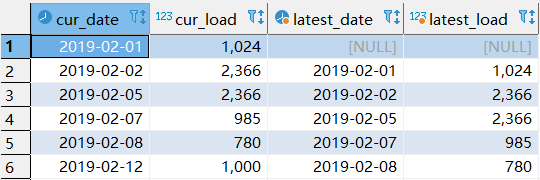 cur_date 123 cur_load latest_date 123 latest_load
1 2019-02-01 1,024 [NULL] [NULL]
2 2019-02-02 2,366 2019-02-01 1,024
3 2019-02-05 2,366 2019-02-02 2,366
4 2019-02-07 985 2019-02-05 2,366
5 2019-02-08 780 2019-02-07 985
6 2019-02-12 1,000 2019-02-08 780